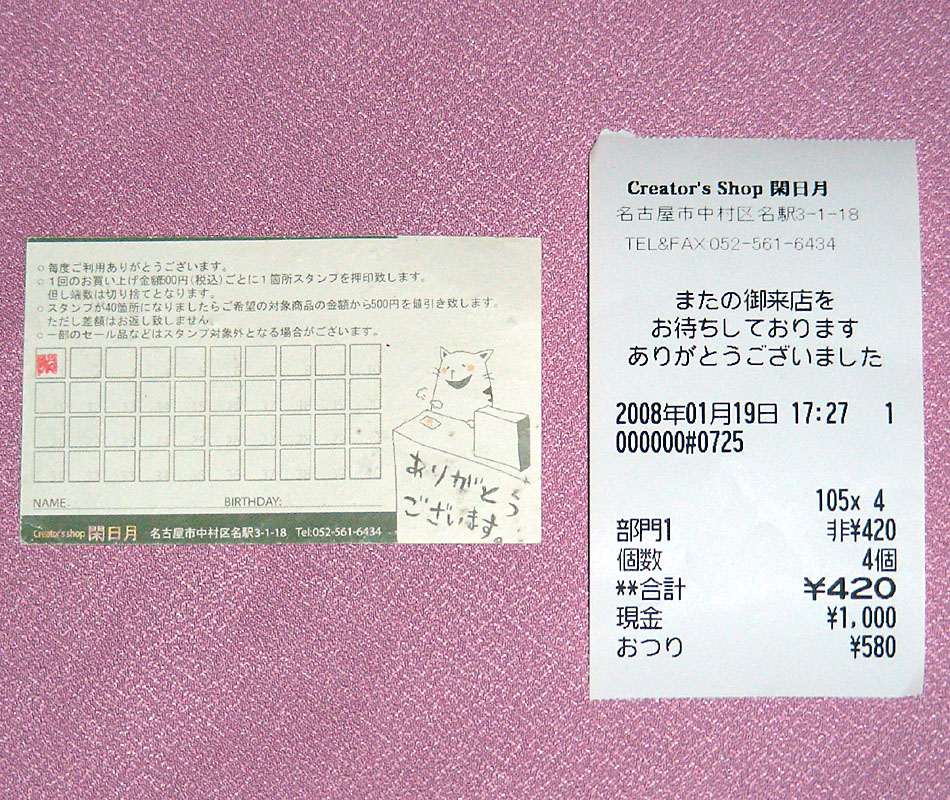 ○毎度ご利用ありがとうございます。
○1回のお買い上げ金額500円(税込)ごとに1箇所スタンプを押印致します。
但し端数は切り捨てとなります。
○スタンプが40箇所になりましたらご希望の対象商品の金額から500円を値引き致します。
ただし差額はお返し致しません。
○一部のセール品などはスタンプ対象外となる場合がございます。
NAME
BIRTHDAY:
Creator's shop 閑日月 名古屋市中村区名駅3-1-18 Tel:052-561-6434
ありがとう
ございます。
Creator's Shop 閑日月
名古屋市中村区名駅3-1-18
TEL&FAX052-561-6434
またの御来店を
お待ちしております
ありがとうございました
2008年01月19日 17:27 1
000000#0725
105x 4
部門1 非¥420
個数 4個
**合計 ¥420
現金 ¥1,000
おつり ¥580